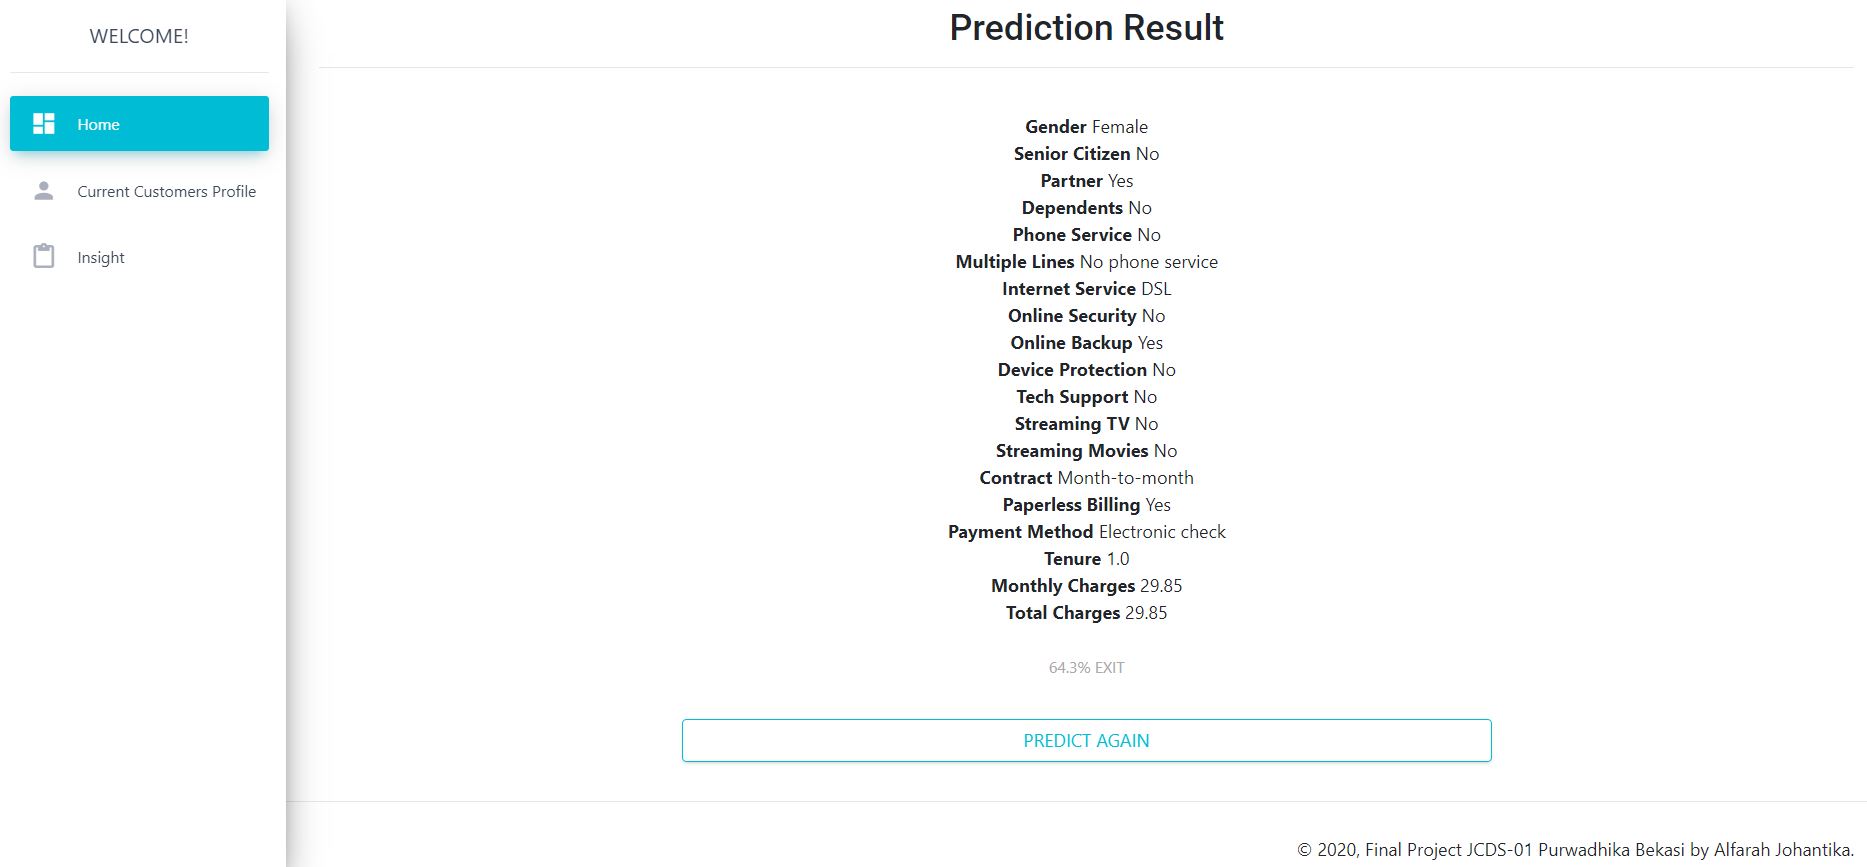 WELCOME!
Home
Current Customers Profile
Insight
Prediction Result
Gender Female
Senior Citizen No
Partner Yes
Dependents No
Phone Service No
Multiple Lines No phone service
Internet Service DSL
Online Security No
Online Backup Yes
Device Protection No
Tech Support No
Streaming TV No
Streaming Movies No
Contract Month-to-month
Paperless Billing Yes
Payment Method Electronic check
Tenure 1.0
Monthly Charges 29.85
Total Charges 29.85
64.3% EXIT
PREDICT AGAIN
© 2020, Final Project JCDS-01 Purwadhika Bekasi by Alfarah Johantika.